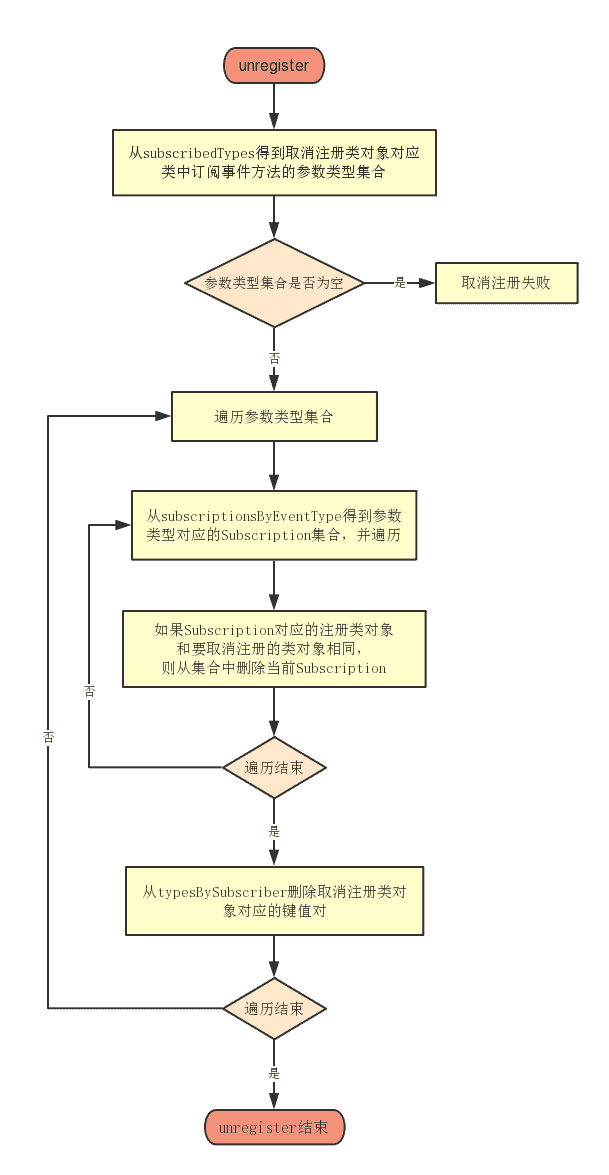 unregister
从subscribedTypes得到取消注册类对象对应
类中订阅事件方法的参数类型集合
参数类型集合是否为空
是
取消注册失败
否
遍历参数类型集合
从subscriptionsByEventType得到参数
类型对应的Subscription集合，并遍历
如果Subscription对应的注册类对象
和要取消注册的类对象相同，
则从集合中删除当前Subscription
否
否
遍历结束
是
从typesBySubscriber删除取消注册类对
象对应的键值对
遍历结束
是
unregister结束